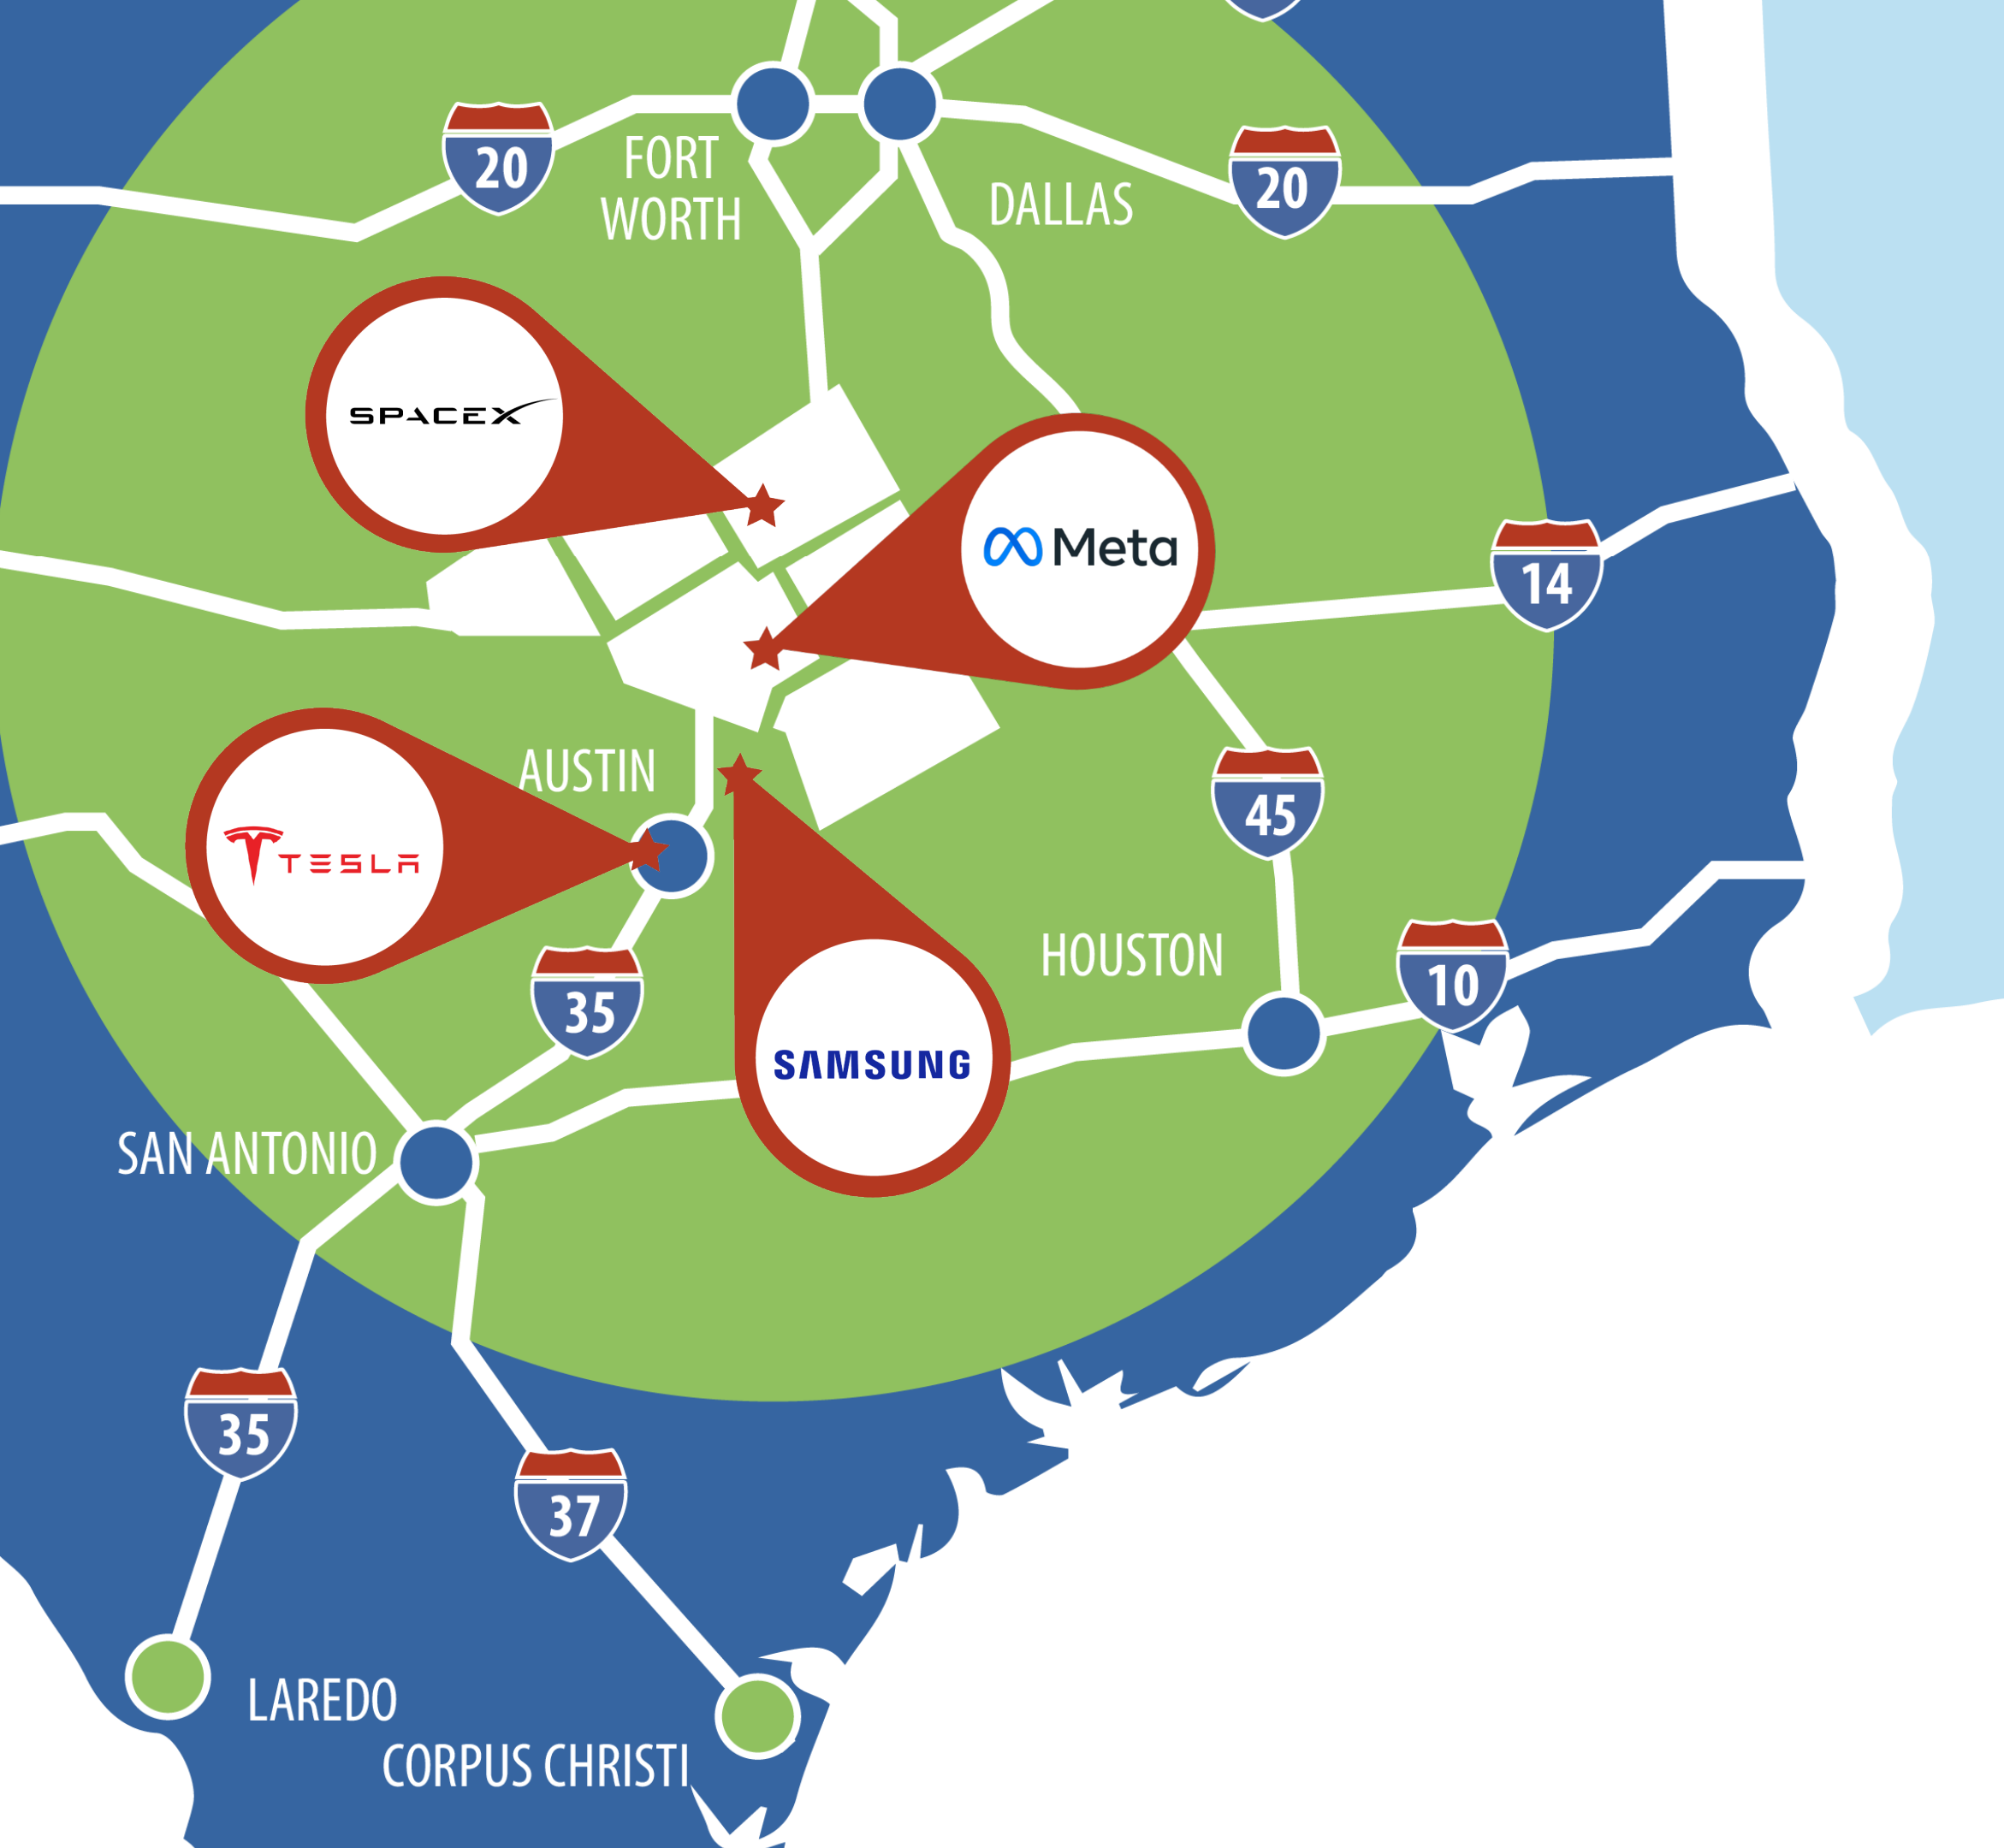 20
FORT
WORTH
20
DALLAS
SPACEX
Meta
14
AUSTIN
45
TESLA
HOUSTON
10
35
SAMSUNG
SAN ANTONIO
35
37
LAREDO
CORPUS CHRISTI